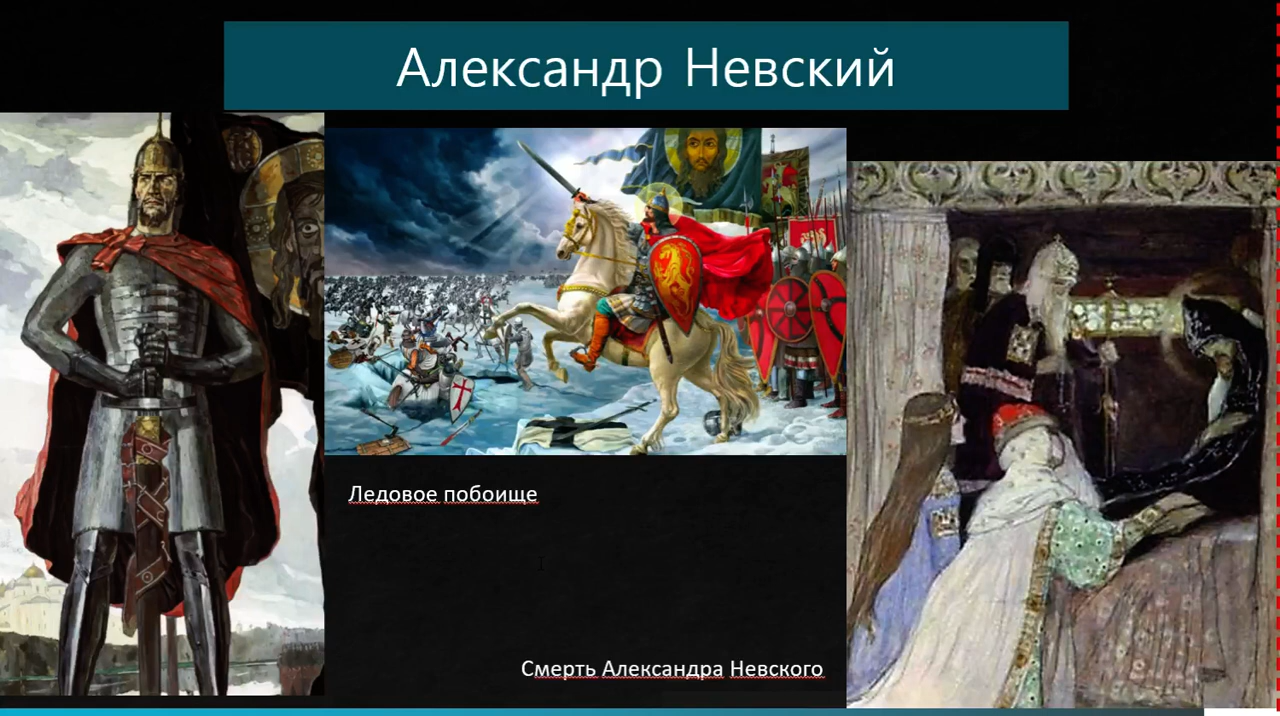 Александр Невский
Ледовое побоище
Смерть Александра Невского